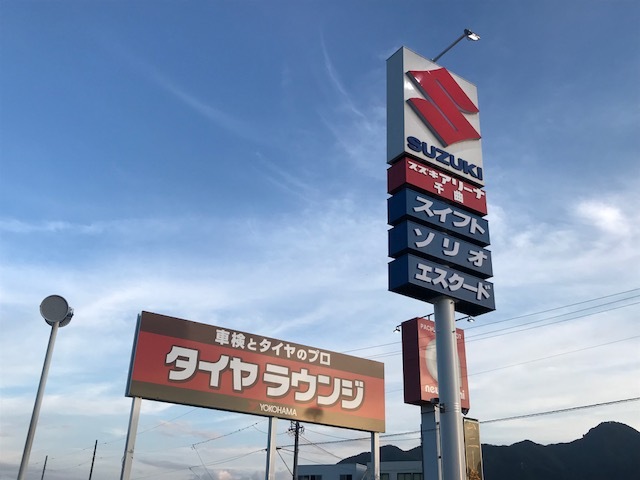 SUZUKI
スズキアリーナ
千曲
スイフト
ソリオ
エスクード
車検とタイヤのプロ
タイヤ ラウンジ
YOKOHAMA